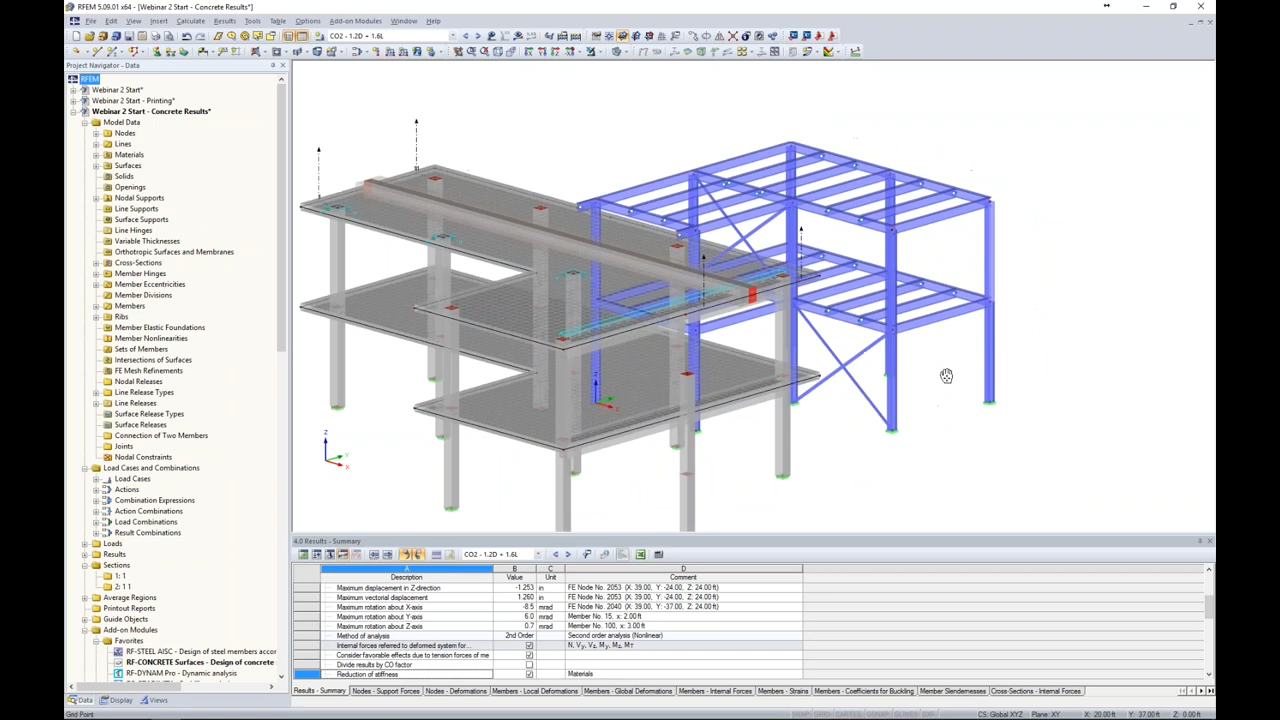 RFEM 5.09.01 x64 - [Webinar 2 Start - Concrete Results*]
File Edit View Insert Calculate Results Tools Table Options Add-on Modules Window Help
CO2 - 1.2D + 1.6L
Project Navigator - Data
RFEM
Webinar 2 Start*
Webinar 2 Start - Printing*
Webinar 2 Start - Concrete Results*
Model Data
Nodes
Lines
Materials
Surfaces
Solids
Openings
Nodal Supports
Line Supports
Surface Supports
Line Hinges
Variable Thicknesses
Orthotropic Surfaces and Membranes
Cross-Sections
Member Hinges
Member Eccentricities
Member Divisions
Members
Ribs
Member Elastic Foundations
Member Nonlinearities
Sets of Members
Intersections of Surfaces
FE Mesh Refinements
Nodal Releases
Line Release Types
Line Releases
Surface Release Types
Surface Releases
Connection of Two Members
Joints
Nodal Constraints
Load Cases and Combinations
Load Cases
Actions
Combination Expressions
Action Combinations
Load Combinations
Result Combinations
Loads
Results
Sections
1: 1
2: 1 1
Average Regions
Printout Reports
Guide Objects
Add-on Modules
Favorites
RF-STEEL AISC - Design of steel members accor
RF-CONCRETE Surfaces - Design of concrete
RF-DYNAM Pro - Dynamic analysis
Data Display Views
Z
Y
X
Z
4.0 Results - Summary
CO2 - 1.2D + 1.6L
A B C D
Description Value Unit Comment
Maximum displacement in Z-direction -1.253 in FE Node No. 2053 (X: 39.00, Y: -24.00, Z: 24.00 ft)
Maximum vectorial displacement 1.260 in FE Node No. 2053 (X: 39.00, Y: -24.00, Z: 24.00 ft)
Maximum rotation about X-axis -8.5 mrad FE Node No. 2040 (X: 39.00, Y: -37.00, Z: 24.00 ft)
Maximum rotation about Y-axis 6.0 mrad Member No. 15, x: 2.00 ft
Maximum rotation about Z-axis 0.7 mrad Member No. 100, x: 3.00 ft
Method of analysis 2nd Order Second order analysis (Nonlinear)
Internal forces referred to deformed system for... N, Vy, Vz, My, Mz, MT
Consider favorable effects due to tension forces of me
Divide results by CO factor
Reduction of stiffness Materials
Results - Summary Nodes - Support Forces Nodes - Deformations Members - Local Deformations Members - Global Deformations Members - Internal Forces Members - Strains Members - Coefficients for Buckling Member Slendernesses Cross-Sections - Internal Forces
Grid Point SNAP GRID CARTES OSNAP GLINES DXF CS: Global XYZ Plane: XY X: 20.00 ft Y: 37.00 ft Z: 0.00 ft